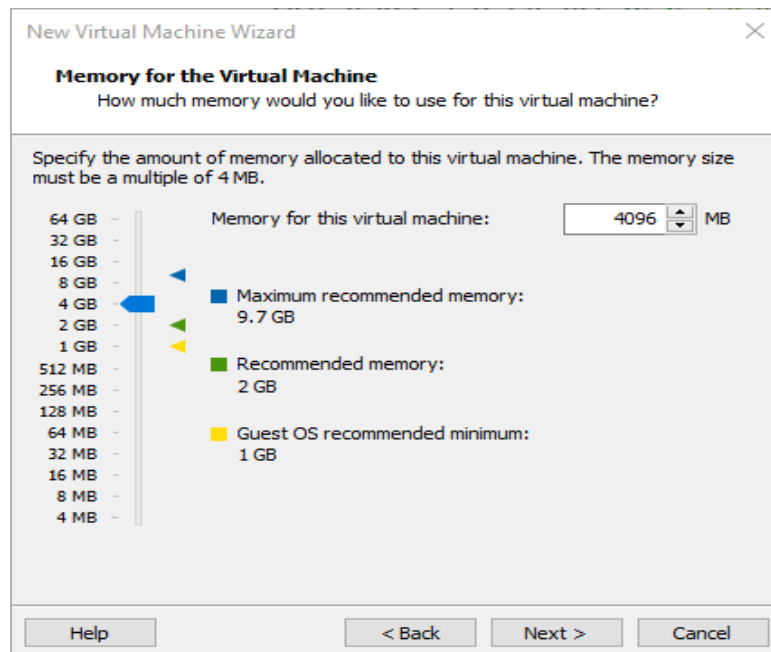 New Virtual Machine Wizard
Memory for the Virtual Machine
How much memory would you like to use for this virtual machine?
Specify the amount of memory allocated to this virtual machine. The memory size
must be a multiple of 4 MB.
64 GB
32 GB
16 GB
8 GB
4 GB
2 GB
1 GB
512 MB
256 MB
128 MB
64 MB
32 MB
16 MB
8 MB
4 MB
Memory for this virtual machine: 4096 MB
Maximum recommended memory:
9.7 GB
Recommended memory:
2 GB
Guest OS recommended minimum:
1 GB
Help < Back Next > Cancel